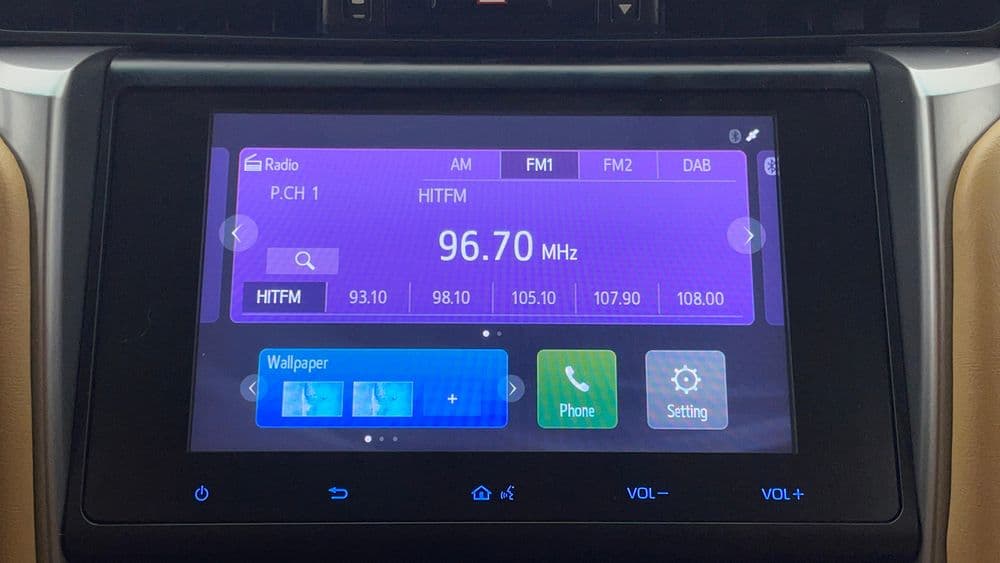 Radio AM FM1 FM2 DAB
P.CH 1 HITFM
96.70 MHz
HITFM 93.10 98.10 105.10 107.90 108.00
Wallpaper
+
Phone Setting
VOL− VOL+